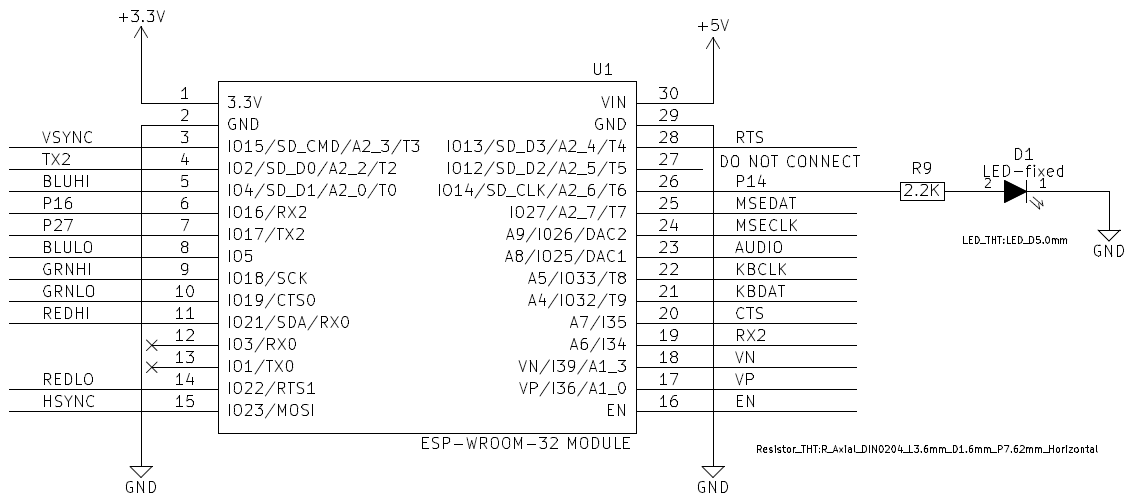 +3.3V
+5V
U1
1
3.3V
VIN
30
2
GND
GND
29
VSYNC
3
IO15/SD_CMD/A2_3/T3
IO13/SD_D3/A2_4/T4
28
RTS
TX2
4
IO2/SD_D0/A2_2/T2
IO12/SD_D2/A2_5/T5
27
DO NOT CONNECT
BLUHI
5
IO4/SD_D1/A2_0/T0
IO14/SD_CLK/A2_6/T6
26
P14
R9
2.2K
D1
LED-fixed
2
1
P16
6
IO16/RX2
IO27/A2_7/T7
25
MSEDAT
P27
7
IO17/TX2
A9/IO26/DAC2
24
MSECLK
LED_THT:LED_D5.0mm
GND
BLULO
8
IO5
A8/IO25/DAC1
23
AUDIO
GRNHI
9
IO18/SCK
A5/IO33/T8
22
KBCLK
GRNLO
10
IO19/CTS0
A4/IO32/T9
21
KBDAT
REDHI
11
IO21/SDA/RX0
A7/I35
20
CTS
12
IO3/RX0
A6/I34
19
RX2
13
IO1/TX0
VN/I39/A1_3
18
VN
REDLO
14
IO22/RTS1
VP/I36/A1_0
17
VP
HSYNC
15
IO23/MOSI
EN
16
EN
ESP-WROOM-32 MODULE
Resistor_THT:R_Axial_DIN0204_L3.6mm_D1.6mm_P7.62mm_Horizontal
GND
GND